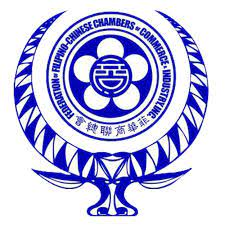 FEDERATION OF FILIPINO-CHINESE CHAMBERS OF COMMERCE & INDUSTRY, INC.
菲華商聯總會